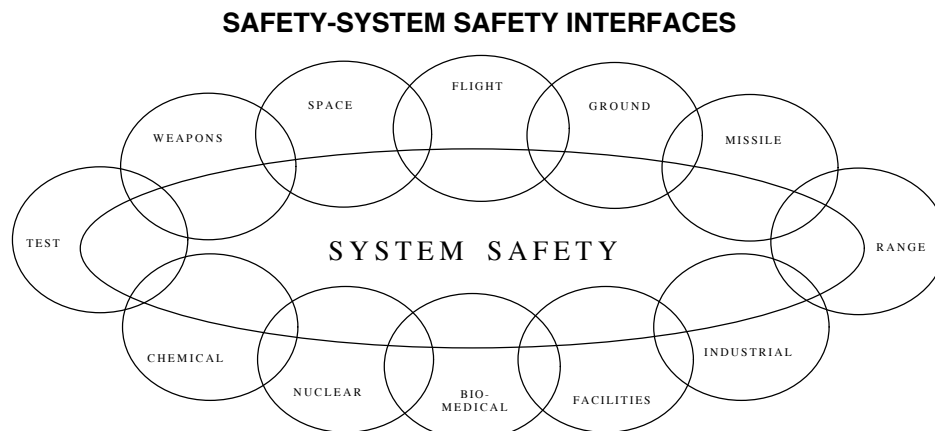 SAFETY-SYSTEM SAFETY INTERFACES
FLIGHT
SPACE
GROUND
WEAPONS
MISSILE
TEST
SYSTEM SAFETY
RANGE
CHEMICAL
INDUSTRIAL
NUCLEAR
BIO-
MEDICAL
FACILITIES